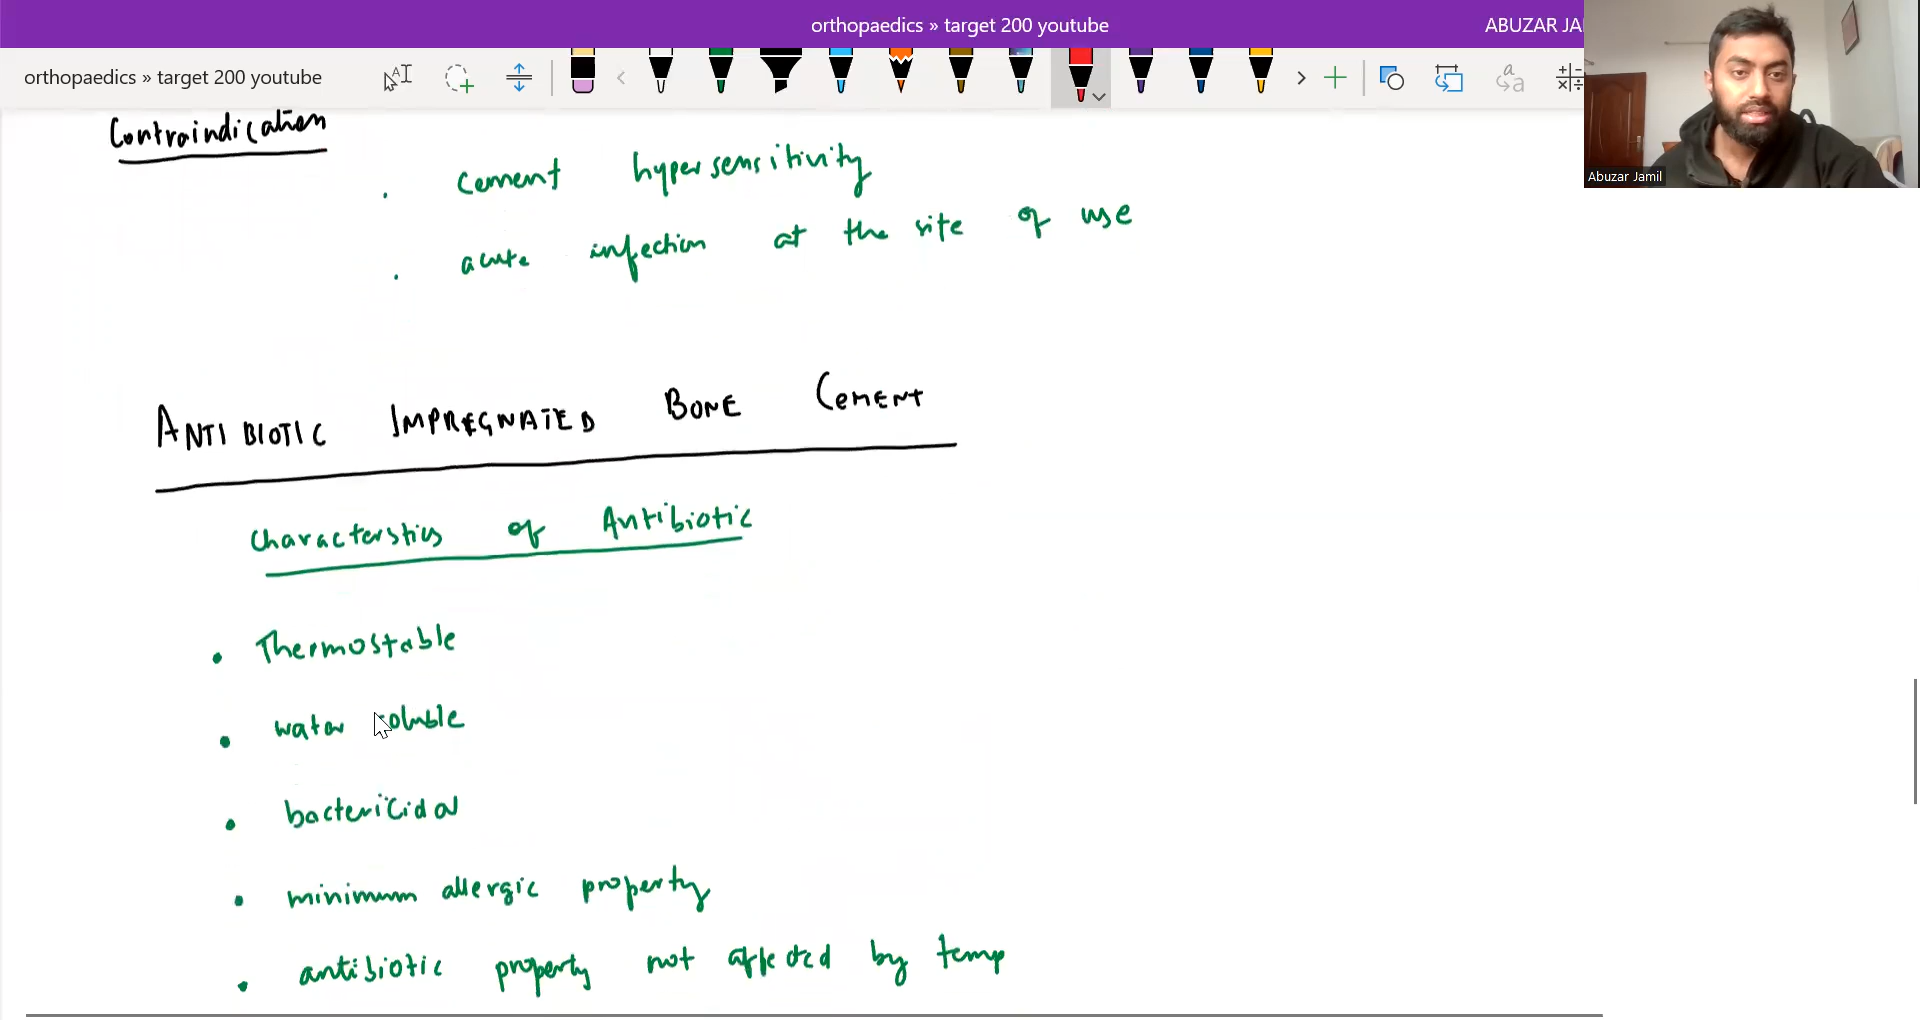 orthopaedics » target 200 youtube
ABUZAR JA
orthopaedics » target 200 youtube
Abuzar Jamil
Contraindication
. cement hypersensitivity
. acute infection at the site of use
ANTIBIOTIC IMPREGNATED BONE CEMENT
Characterstics of Antibiotic
• Thermostable
• water soluble
• bactericidal
• minimum allergic property
• antibiotic property not affected by temp